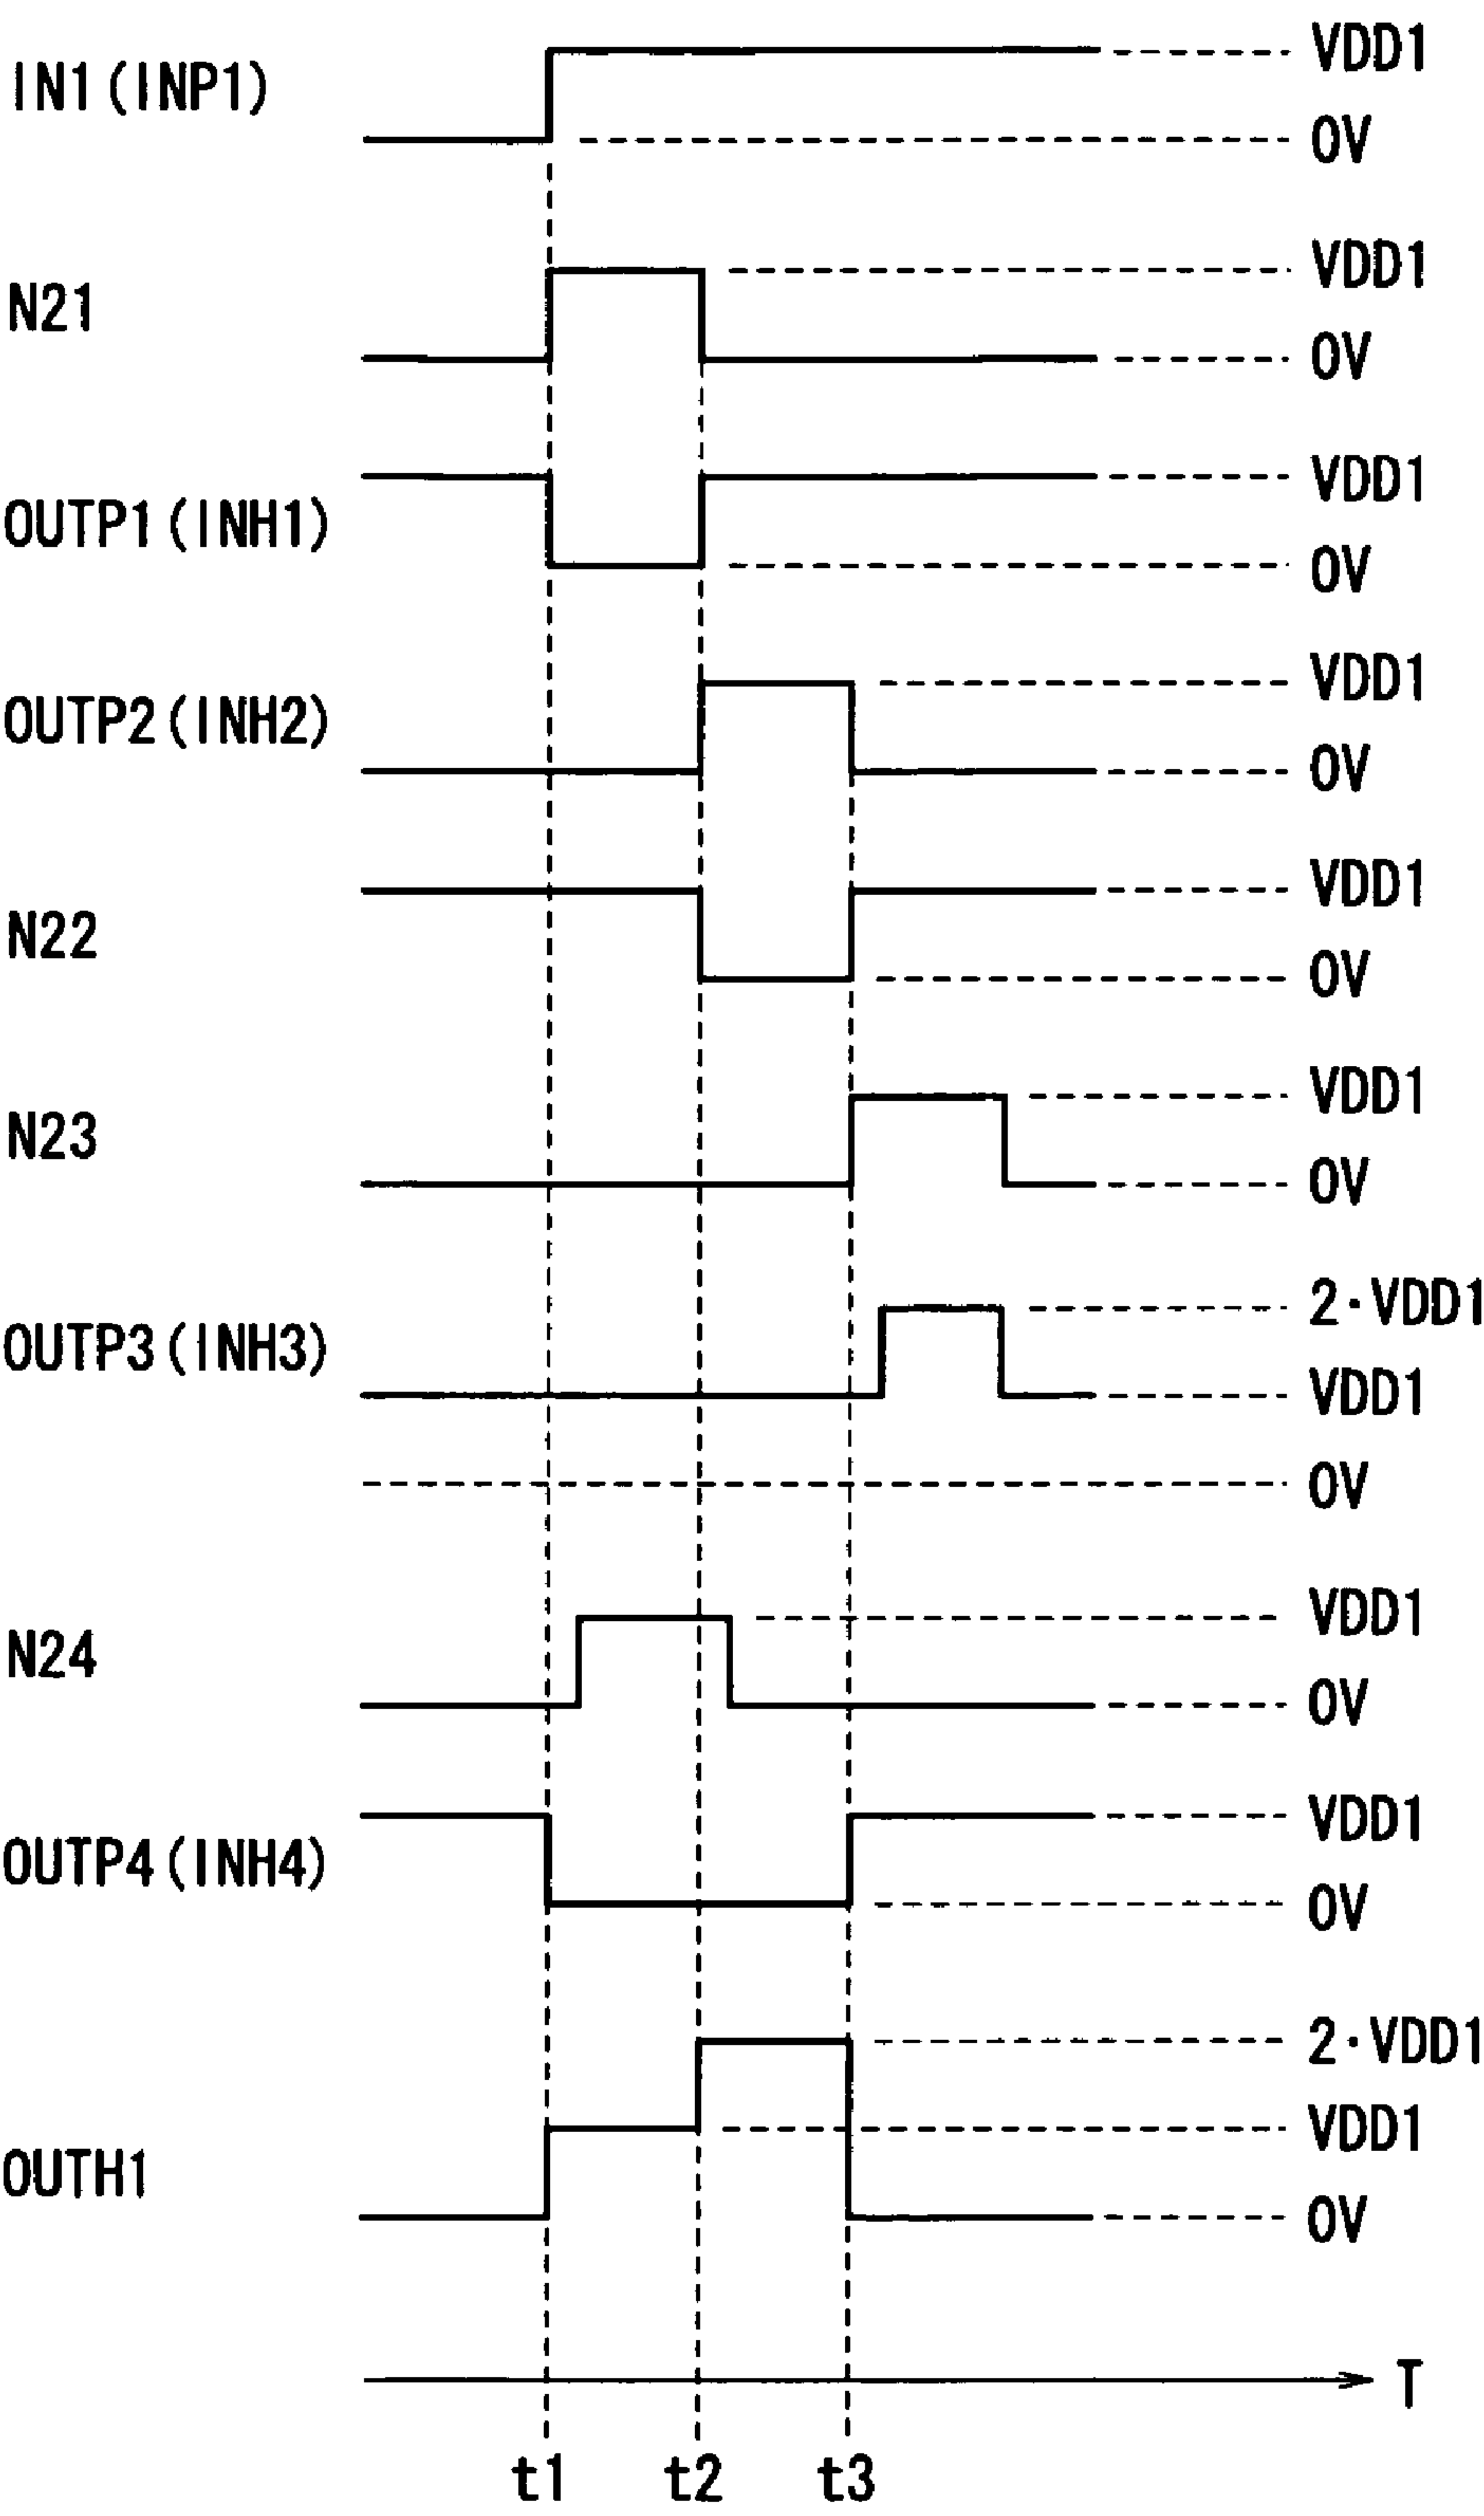 IN1(INP1)
VDD1
0V
N21
VDD1
0V
OUTP1(INH1)
VDD1
0V
OUTP2(INH2)
VDD1
0V
N22
VDD1
0V
N23
VDD1
0V
OUTP3(INH3)
2·VDD1
VDD1
0V
N24
VDD1
0V
OUTP4(INH4)
VDD1
0V
OUTH1
2·VDD1
VDD1
0V
T
t1 t2 t3